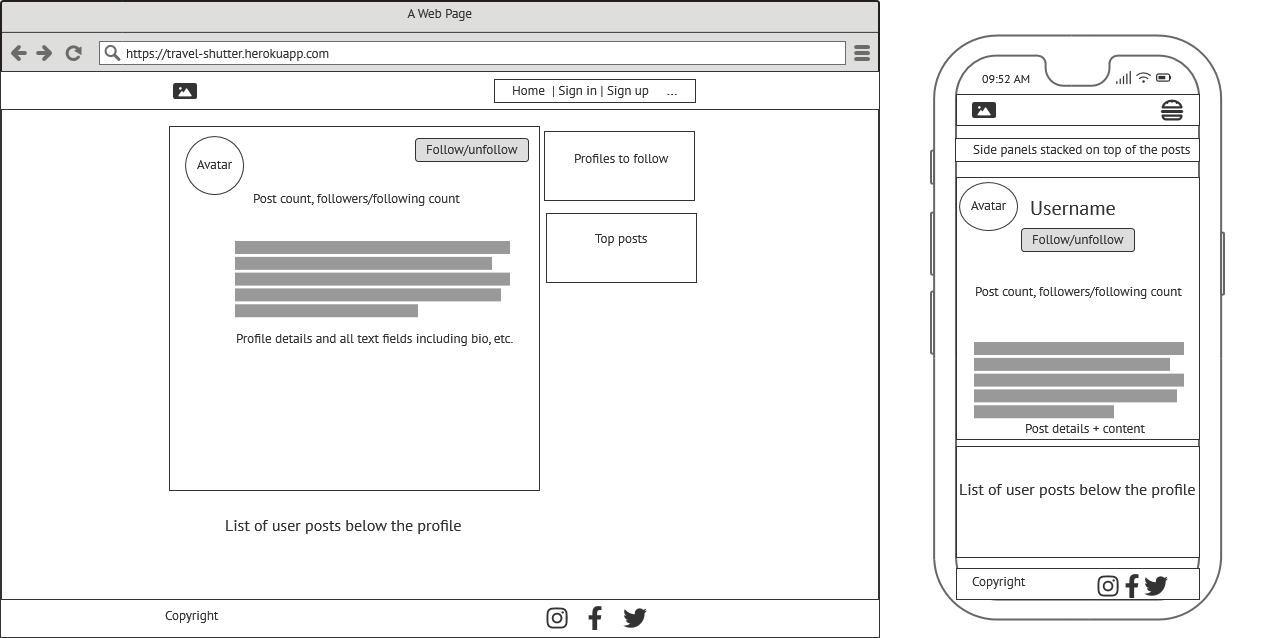 A Web Page
https://travel-shutter.herokuapp.com
Home | Sign in | Sign up ...
Avatar
Follow/unfollow
Post count, followers/following count
Profile details and all text fields including bio, etc.
Profiles to follow
Top posts
List of user posts below the profile
Copyright
09:52 AM
Side panels stacked on top of the posts
Avatar
Username
Follow/unfollow
Post count, followers/following count
Post details + content
List of user posts below the profile
Copyright